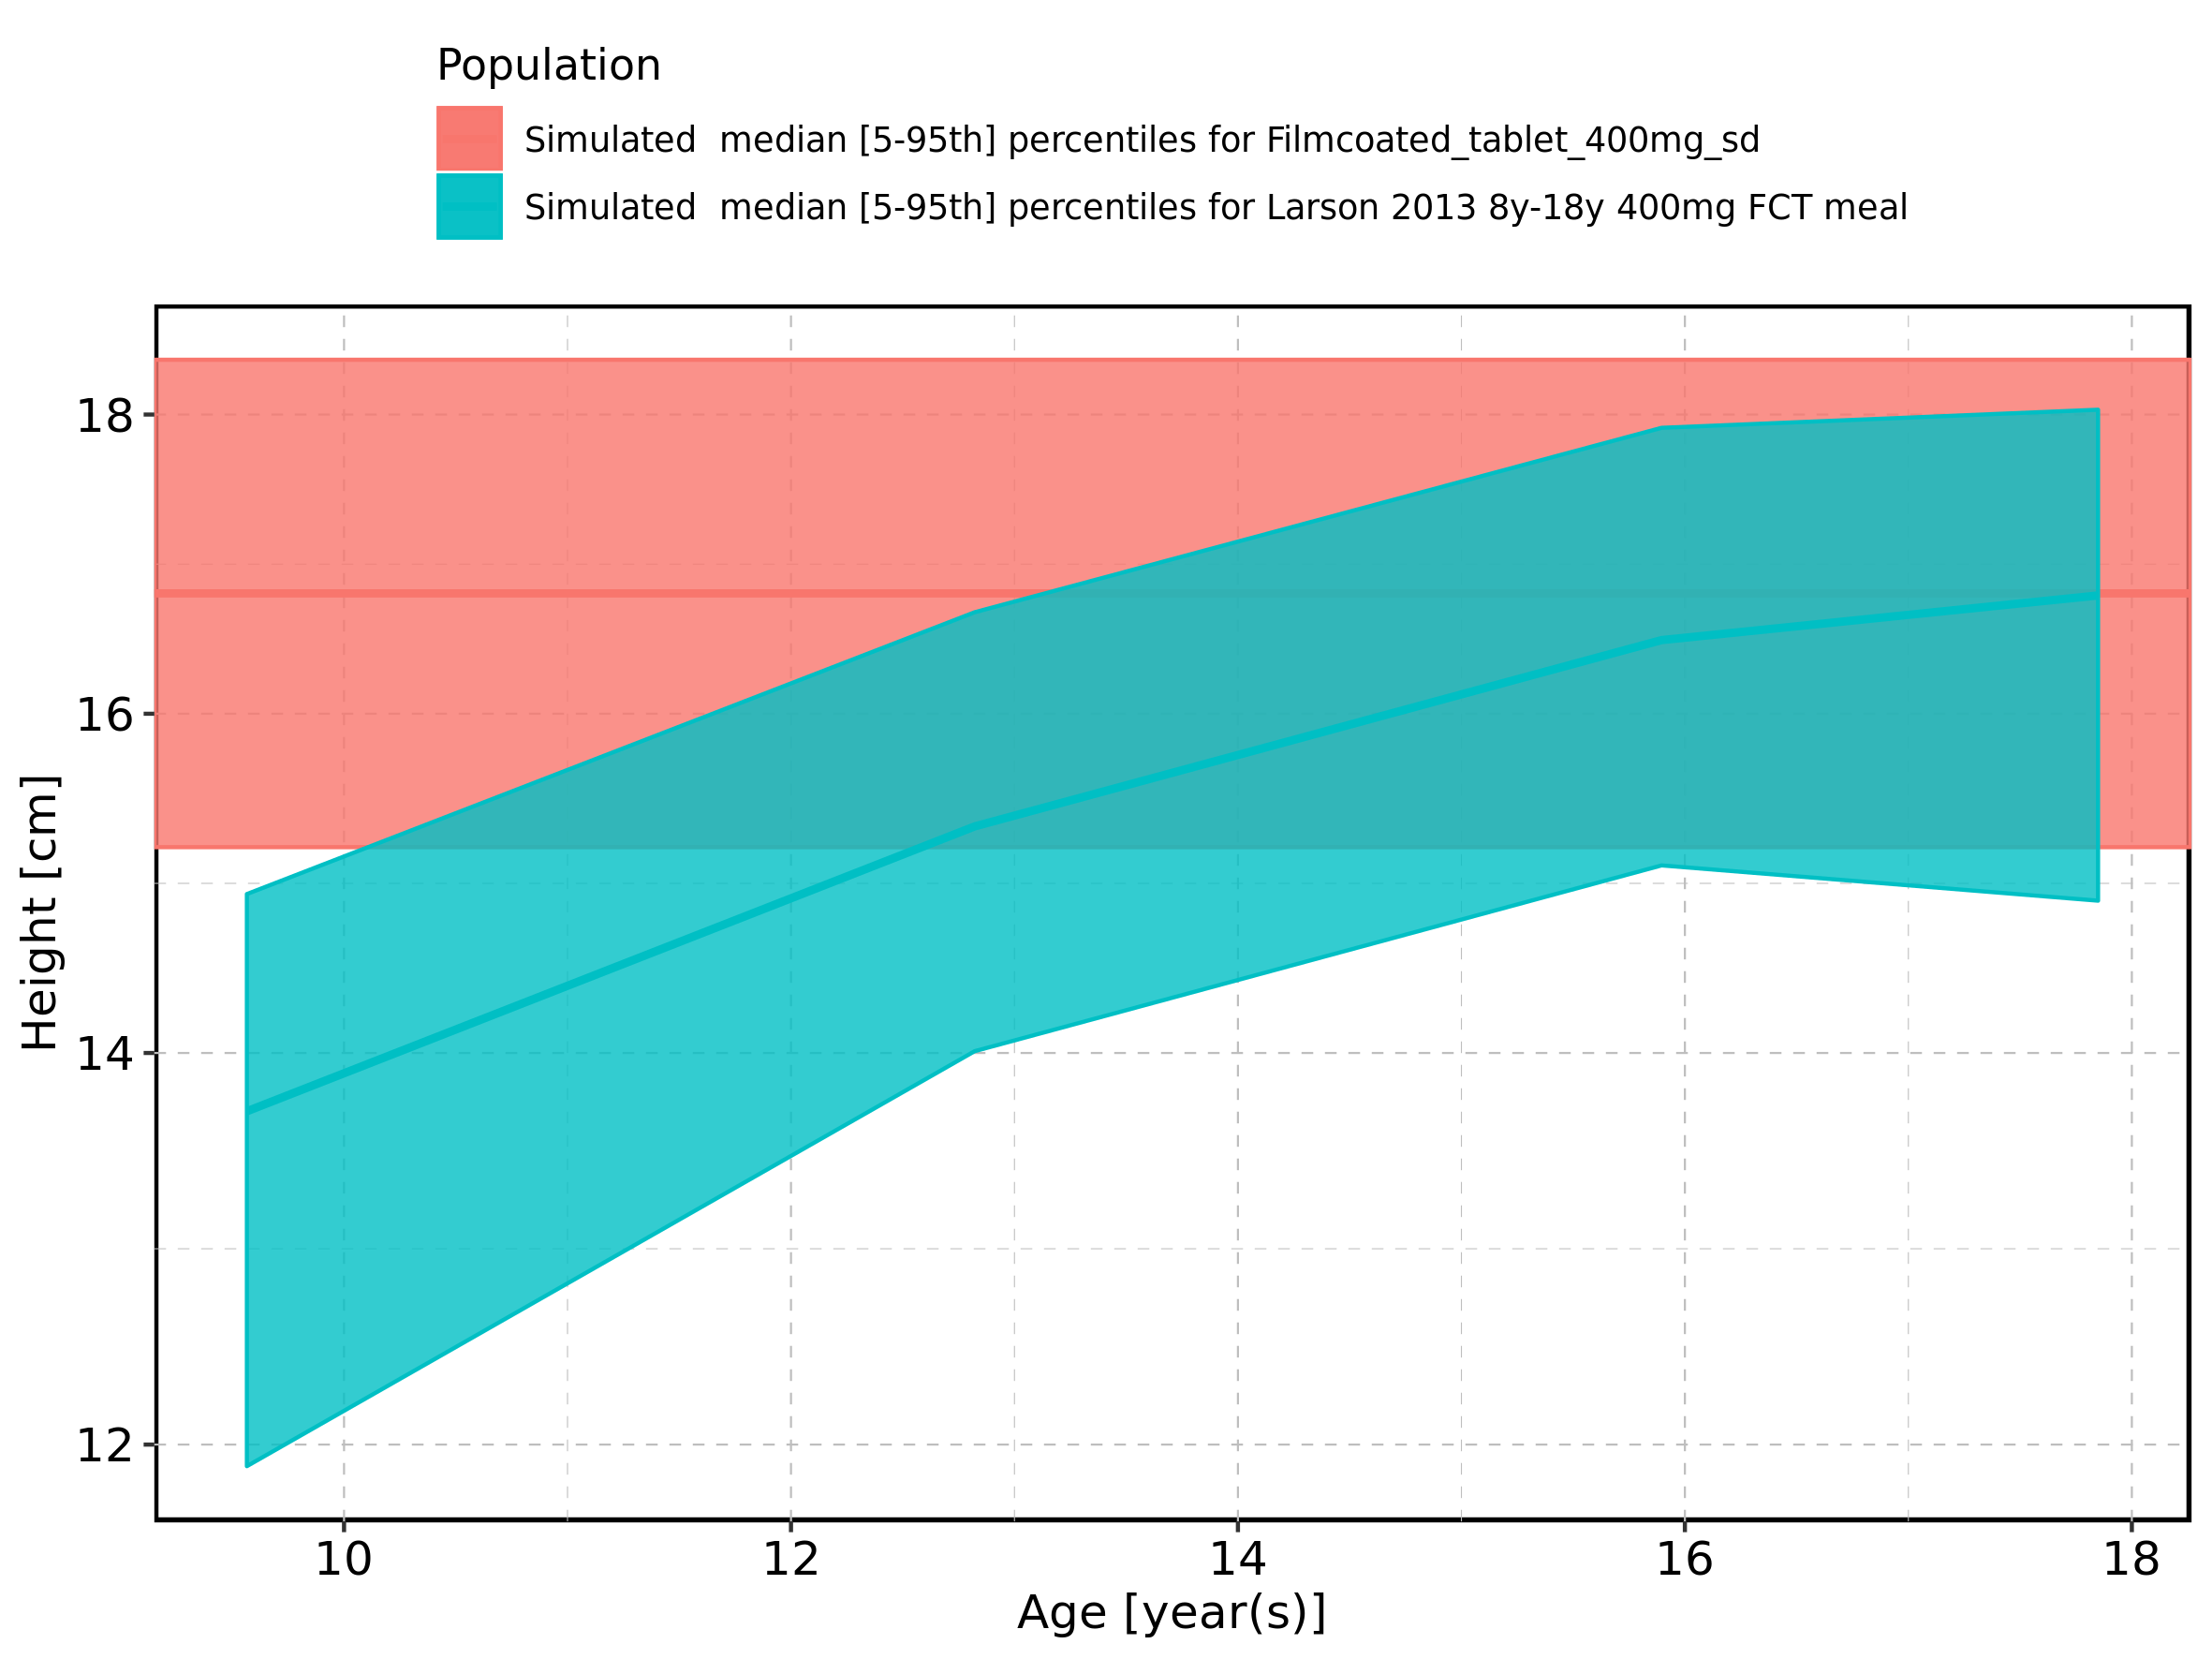 Population
Simulated  median [5-95th] percentiles for Filmcoated_tablet_400mg_sd
Simulated  median [5-95th] percentiles for Larson 2013 8y-18y 400mg FCT meal
18
16
14
12
Height [cm]
10 12 14 16 18
Age [year(s)]